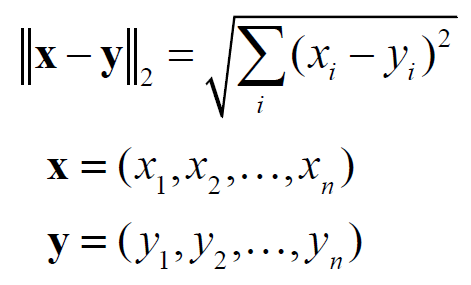 ‖𝐱 − 𝐲‖₂ = √∑ᵢ(xᵢ − yᵢ)²
𝐱 = (x₁,x₂,…,xₙ)
𝐲 = (y₁,y₂,…,yₙ)